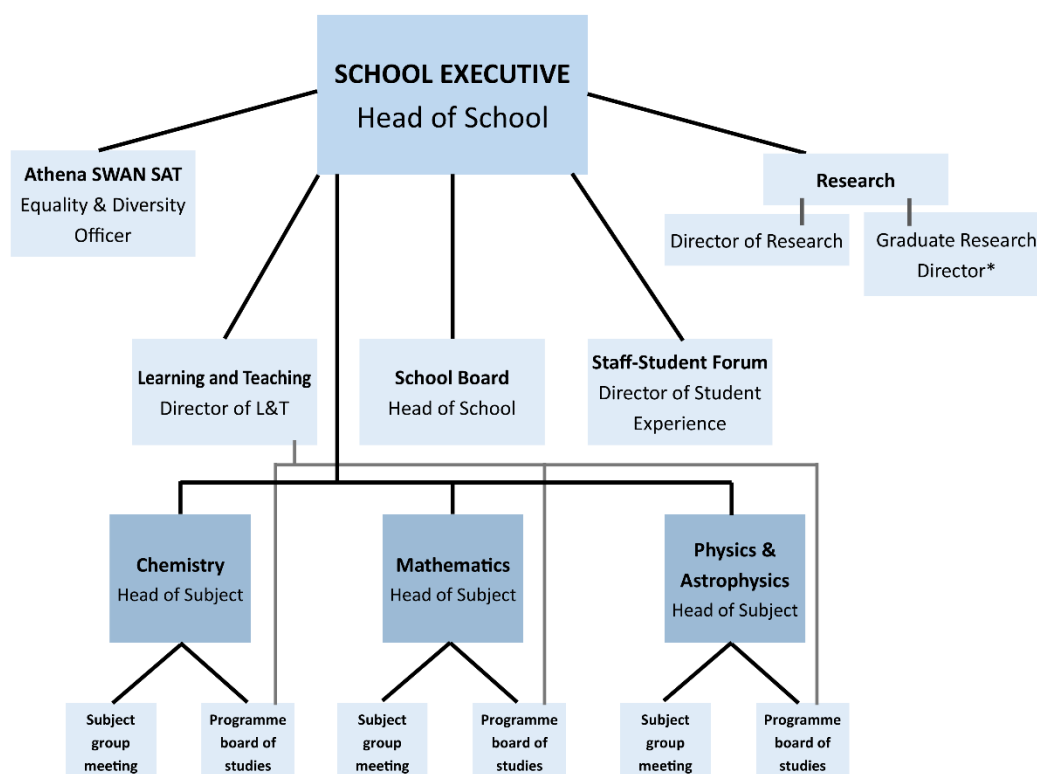 SCHOOL EXECUTIVE
Head of School
Athena SWAN SAT
Equality & Diversity
Officer
Research
Director of Research
Graduate Research
Director*
Learning and Teaching
Director of L&T
School Board
Head of School
Staff-Student Forum
Director of Student
Experience
Chemistry
Head of Subject
Mathematics
Head of Subject
Physics &
Astrophysics
Head of Subject
Subject
group
meeting
Programme
board of
studies
Subject
group
meeting
Programme
board of
studies
Subject
group
meeting
Programme
board of
studies